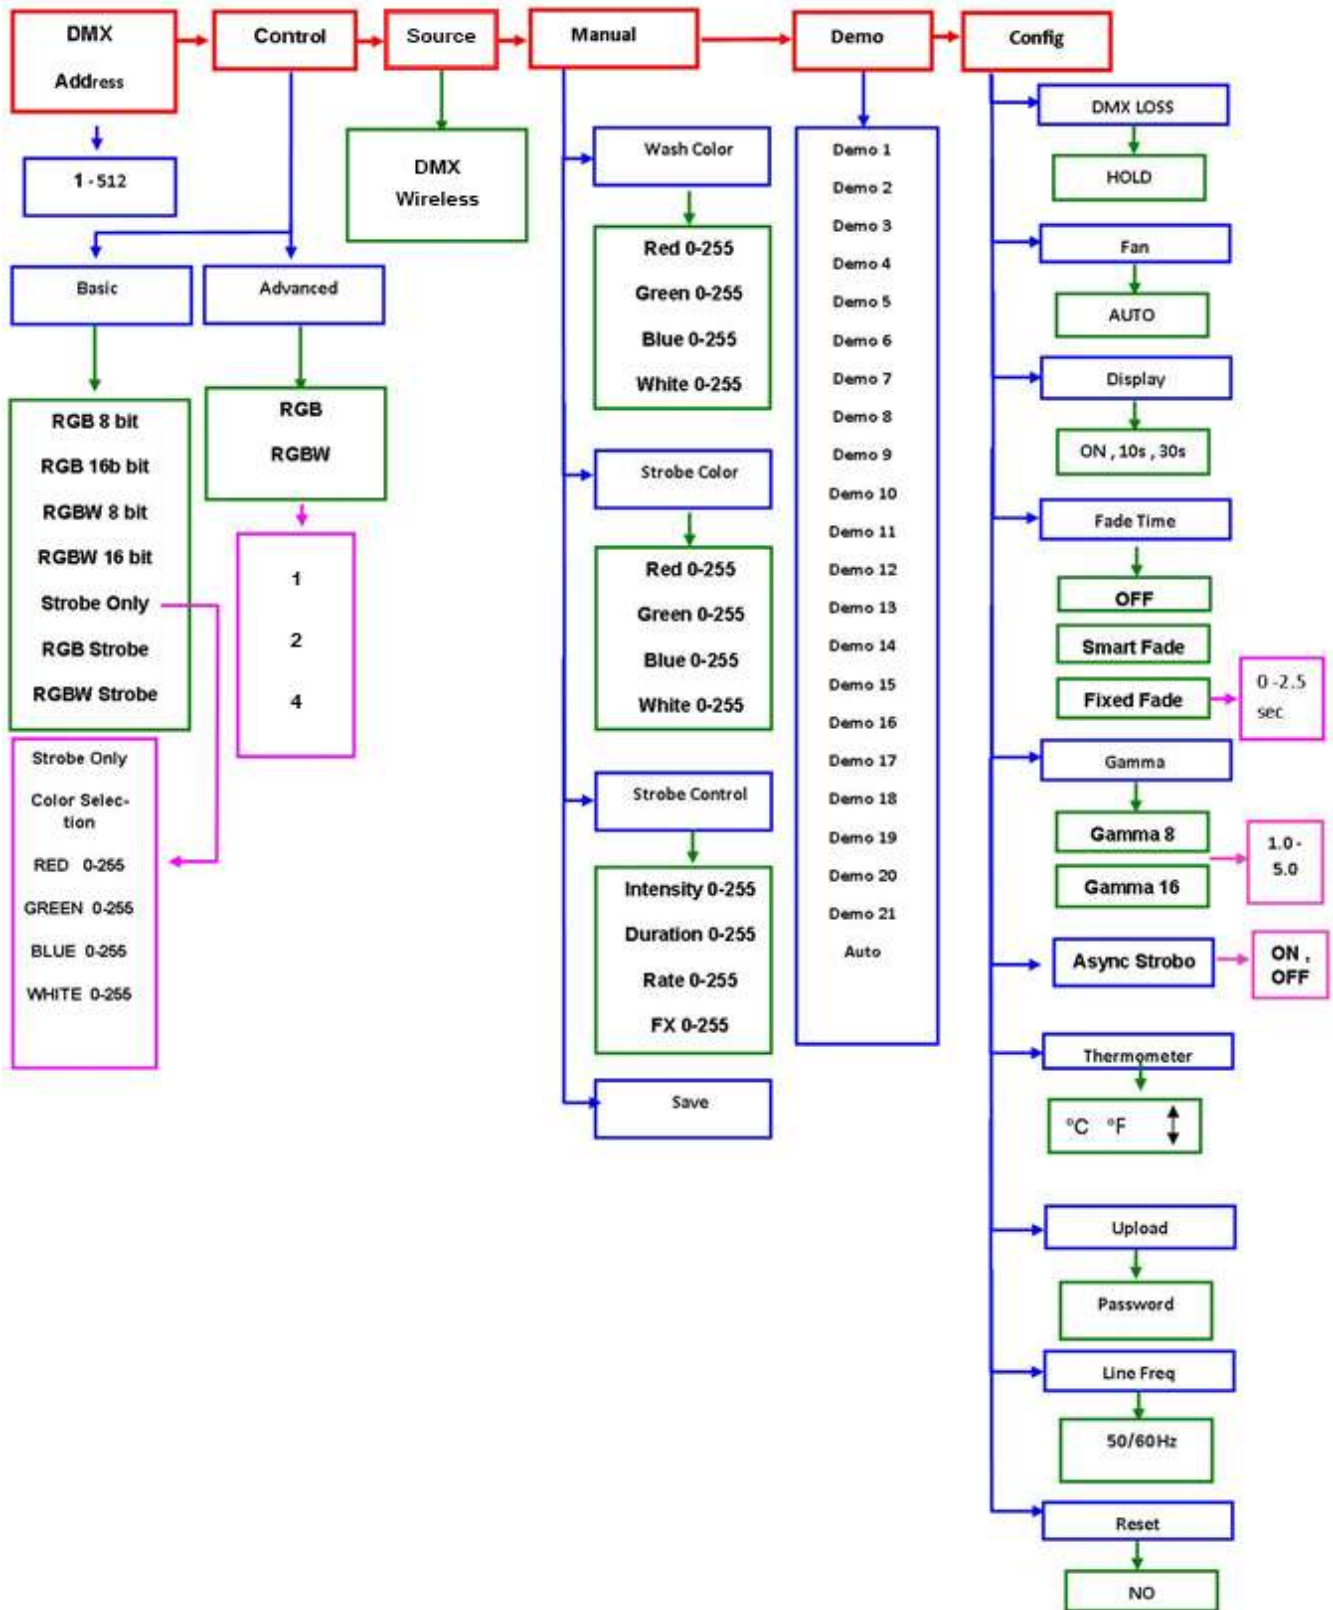 DMX
Address
Control
Source
Manual
Demo
Config
1 - 512
Basic
Advanced
RGB 8 bit
RGB 16b bit
RGBW 8 bit
RGBW 16 bit
Strobe Only
RGB Strobe
RGBW Strobe
Strobe Only
Color Selec-
tion
RED 0-255
GREEN 0-255
BLUE 0-255
WHITE 0-255
RGB
RGBW
1
2
4
DMX
Wireless
Wash Color
Red 0-255
Green 0-255
Blue 0-255
White 0-255
Strobe Color
Red 0-255
Green 0-255
Blue 0-255
White 0-255
Strobe Control
Intensity 0-255
Duration 0-255
Rate 0-255
FX 0-255
Save
Demo 1
Demo 2
Demo 3
Demo 4
Demo 5
Demo 6
Demo 7
Demo 8
Demo 9
Demo 10
Demo 11
Demo 12
Demo 13
Demo 14
Demo 15
Demo 16
Demo 17
Demo 18
Demo 19
Demo 20
Demo 21
Auto
DMX LOSS
HOLD
Fan
AUTO
Display
ON , 10s , 30s
Fade Time
OFF
Smart Fade
Fixed Fade
0 -2.5
sec
Gamma
Gamma 8
Gamma 16
1.0 -
5.0
Async Strobo
ON ,
OFF
Thermometer
°C °F
Upload
Password
Line Freq
50/60Hz
Reset
NO